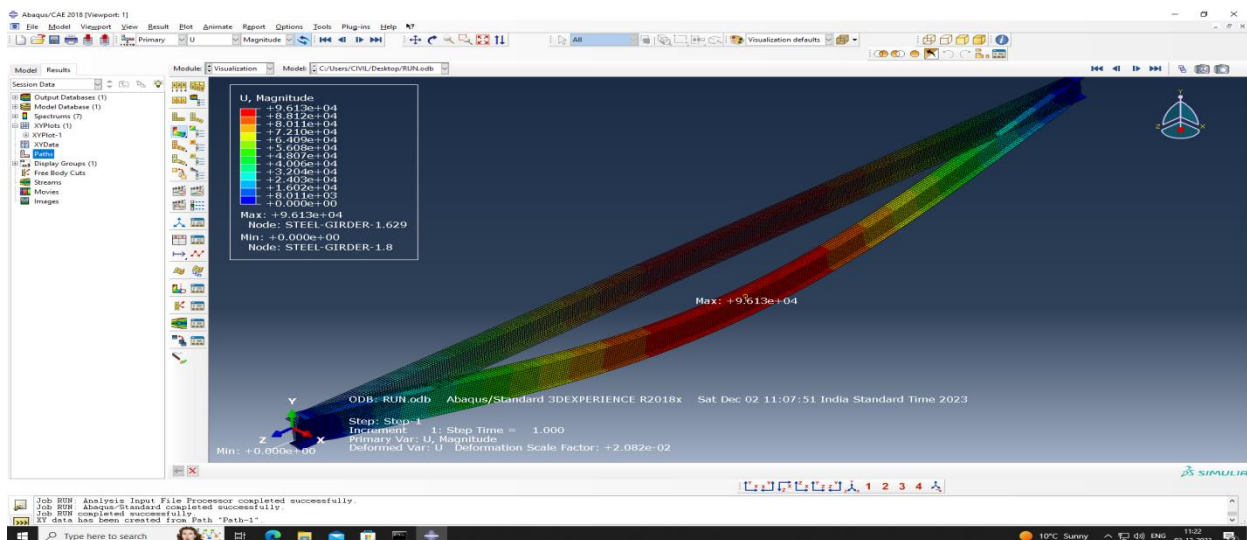 Abaqus/CAE 2018 [Viewport: 1]
File Model Viewport View Result Plot Animate Report Options Tools Plug-ins Help
Primary U Magnitude All Visualization defaults
Model Results Module: Visualization Model: C:/Users/CIVIL/Desktop/RUN.odb
Session Data
Output Databases (1)
Model Database (1)
Spectrums (7)
XYPlots (1)
XYPlot-1
XYData
Paths
Display Groups (1)
Free Body Cuts
Streams
Movies
Images
U, Magnitude
+9.613e+04
+8.812e+04
+8.011e+04
+7.210e+04
+6.409e+04
+5.608e+04
+4.807e+04
+4.006e+04
+3.204e+04
+2.403e+04
+1.602e+04
+8.011e+03
+0.000e+00
Max: +9.613e+04
Node: STEEL-GIRDER-1.629
Min: +0.000e+00
Node: STEEL-GIRDER-1.8
Y
Z X
Max: +9.613e+04
Y
Z X
Min: +0.000e+00
ODB: RUN.odb Abaqus/Standard 3DEXPERIENCE R2018x Sat Dec 02 11:07:51 India Standard Time 2023
Step: Step-1
Increment 1: Step Time = 1.000
Primary Var: U, Magnitude
Deformed Var: U Deformation Scale Factor: +2.082e-02
SIMULIA
1 2 3 4
Job RUN: Analysis Input File Processor completed successfully.
Job RUN: Abaqus/Standard completed successfully.
Job RUN completed successfully.
XY data has been created from Path "Path-1".
Type here to search
10°C Sunny ENG 11:22